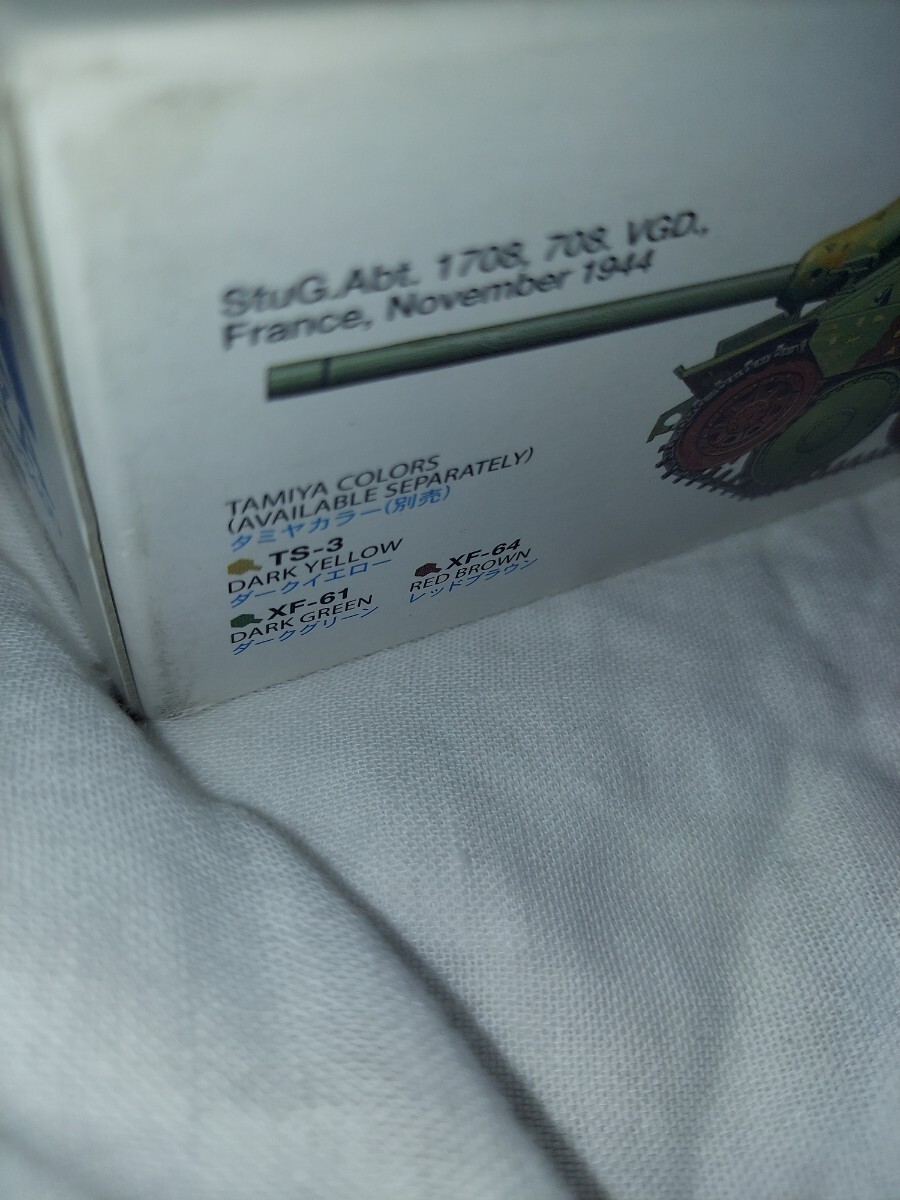 StuG.Abt. 1708, 708. VGD.,
France, November 1944
TAMIYA COLORS
(AVAILABLE SEPARATELY)
タミヤカラー(別売)
TS-3
DARK YELLOW
ダークイエロー
XF-64
RED BROWN
レッドブラウン
XF-61
DARK GREEN
ダークグリーン